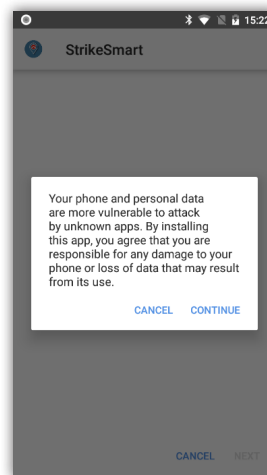 15:22
StrikeSmart
Your phone and personal data
are more vulnerable to attack
by unknown apps. By installing
this app, you agree that you are
responsible for any damage to your
phone or loss of data that may result
from its use.
CANCEL CONTINUE
CANCEL NEXT